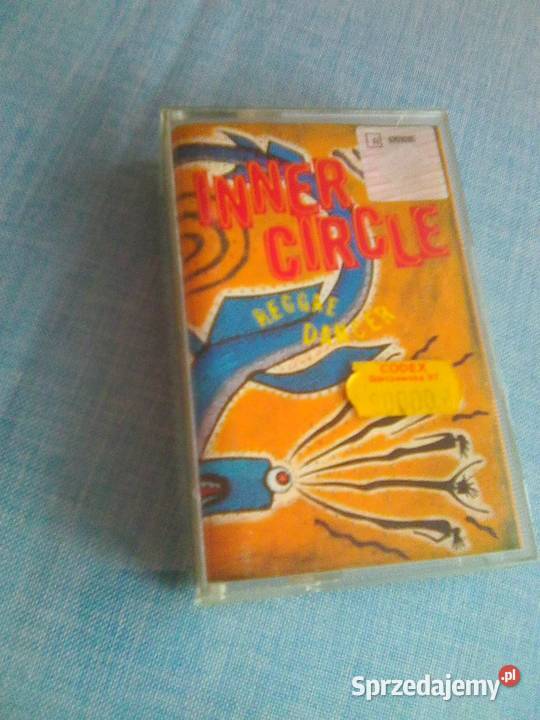 INNER
CIRCLE
REGGAE
DANCER
CODEX
Sprzedajemy.pl